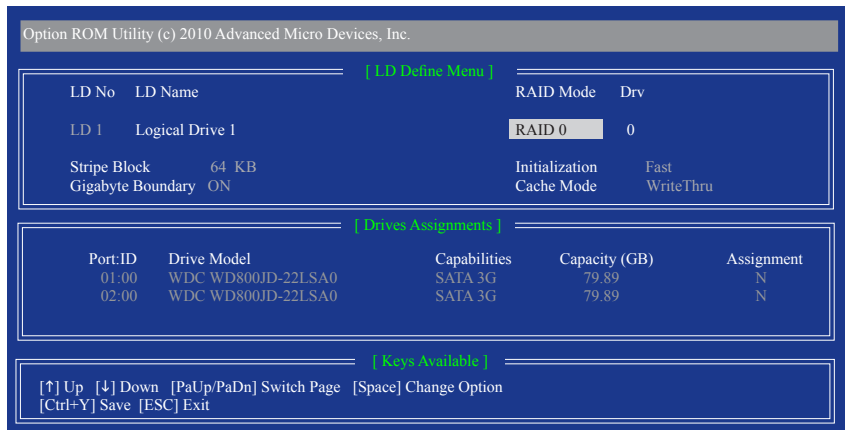 Option ROM Utility (c) 2010 Advanced Micro Devices, Inc.
[ LD Define Menu ]
LD No LD Name RAID Mode Drv
LD 1 Logical Drive 1 RAID 0 0
Stripe Block 64 KB Initialization Fast
Gigabyte Boundary ON Cache Mode WriteThru
[ Drives Assignments ]
Port:ID Drive Model Capabilities Capacity (GB) Assignment
01:00 WDC WD800JD-22LSA0 SATA 3G 79.89 N
02:00 WDC WD800JD-22LSA0 SATA 3G 79.89 N
[ Keys Available ]
[↑] Up [↓] Down [PaUp/PaDn] Switch Page [Space] Change Option
[Ctrl+Y] Save [ESC] Exit